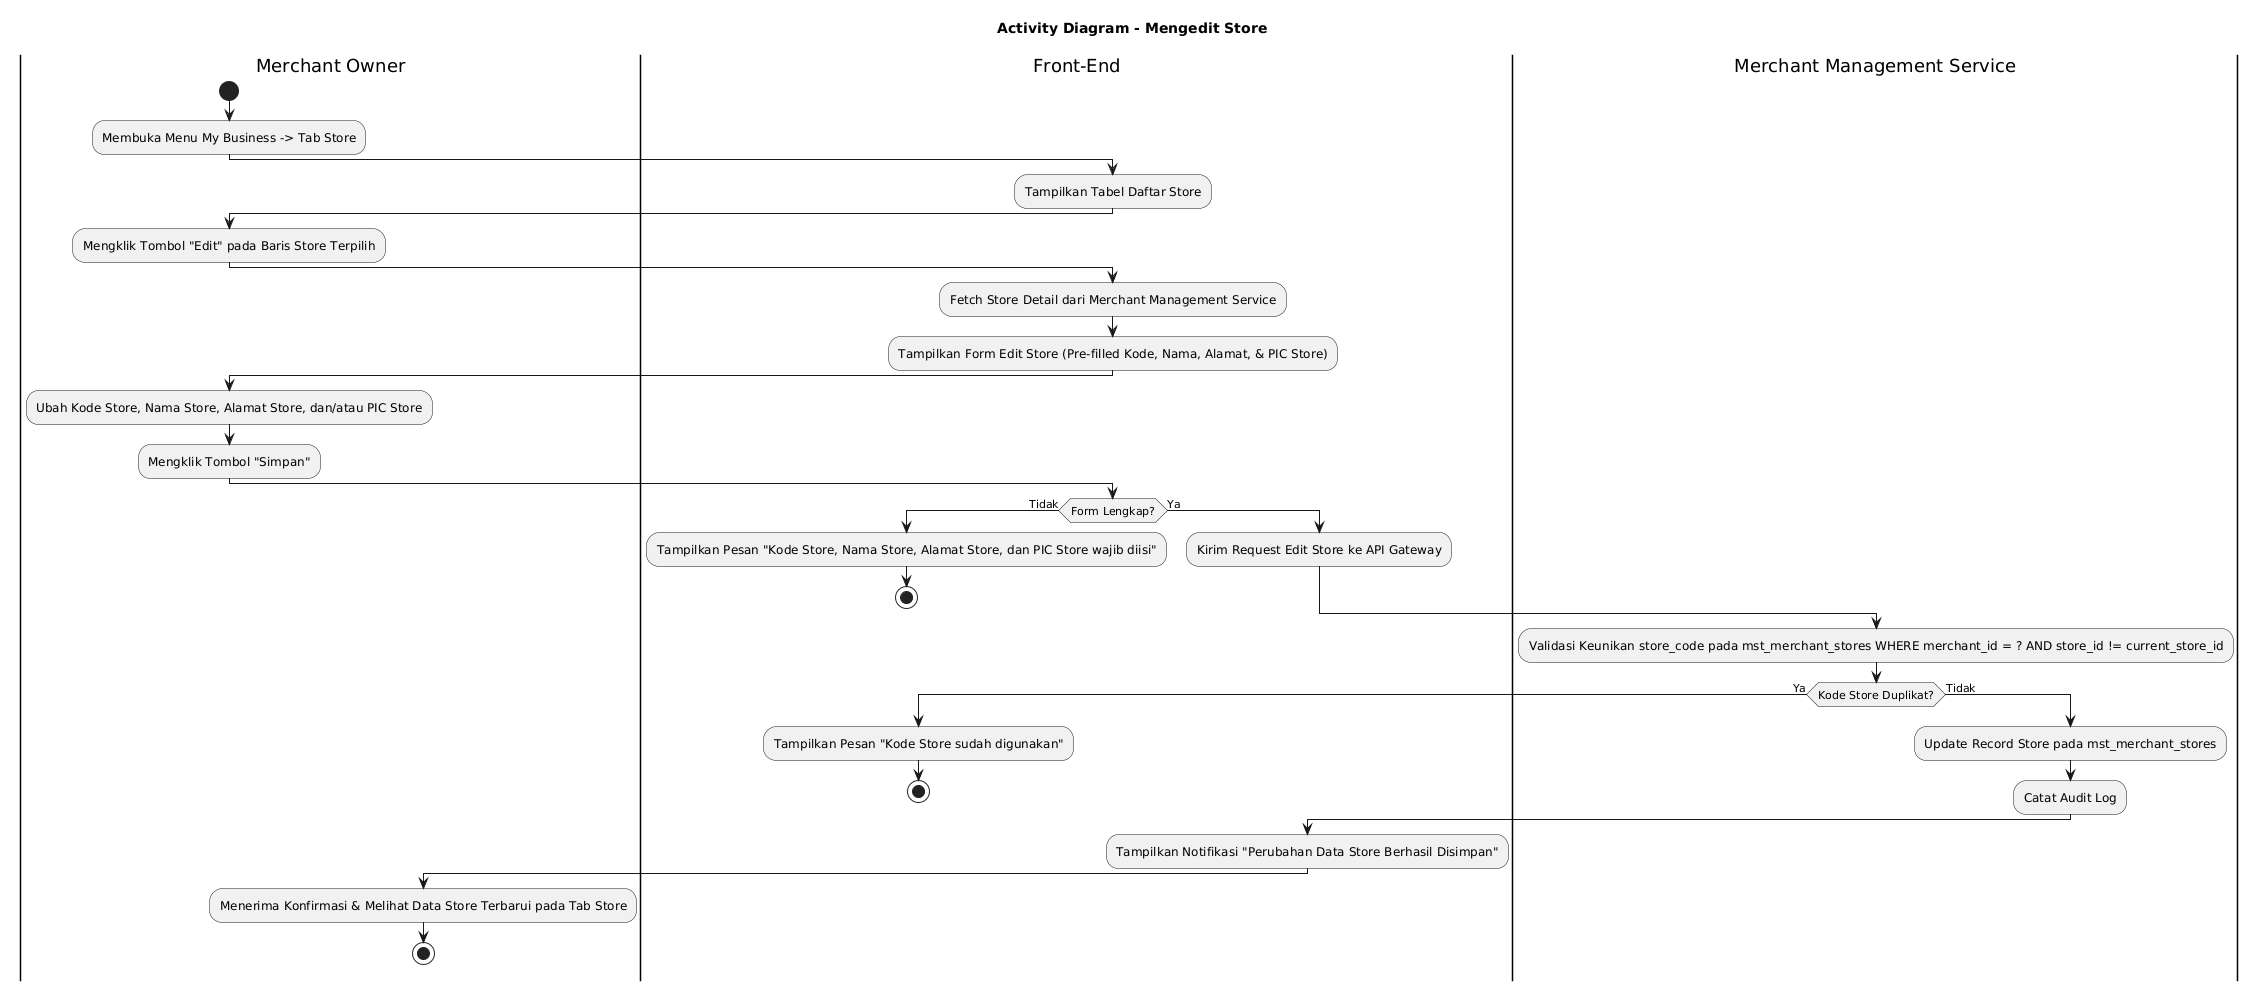 Activity Diagram - Mengedit Store
Merchant Owner
Front-End
Merchant Management Service
Membuka Menu My Business -> Tab Store
Tampilkan Tabel Daftar Store
Mengklik Tombol "Edit" pada Baris Store Terpilih
Fetch Store Detail dari Merchant Management Service
Tampilkan Form Edit Store (Pre-filled Kode, Nama, Alamat, & PIC Store)
Ubah Kode Store, Nama Store, Alamat Store, dan/atau PIC Store
Mengklik Tombol "Simpan"
Tidak
Form Lengkap?
Ya
Tampilkan Pesan "Kode Store, Nama Store, Alamat Store, dan PIC Store wajib diisi"
Kirim Request Edit Store ke API Gateway
Validasi Keunikan store_code pada mst_merchant_stores WHERE merchant_id = ? AND store_id != current_store_id
Ya
Kode Store Duplikat?
Tidak
Tampilkan Pesan "Kode Store sudah digunakan"
Update Record Store pada mst_merchant_stores
Catat Audit Log
Tampilkan Notifikasi "Perubahan Data Store Berhasil Disimpan"
Menerima Konfirmasi & Melihat Data Store Terbarui pada Tab Store